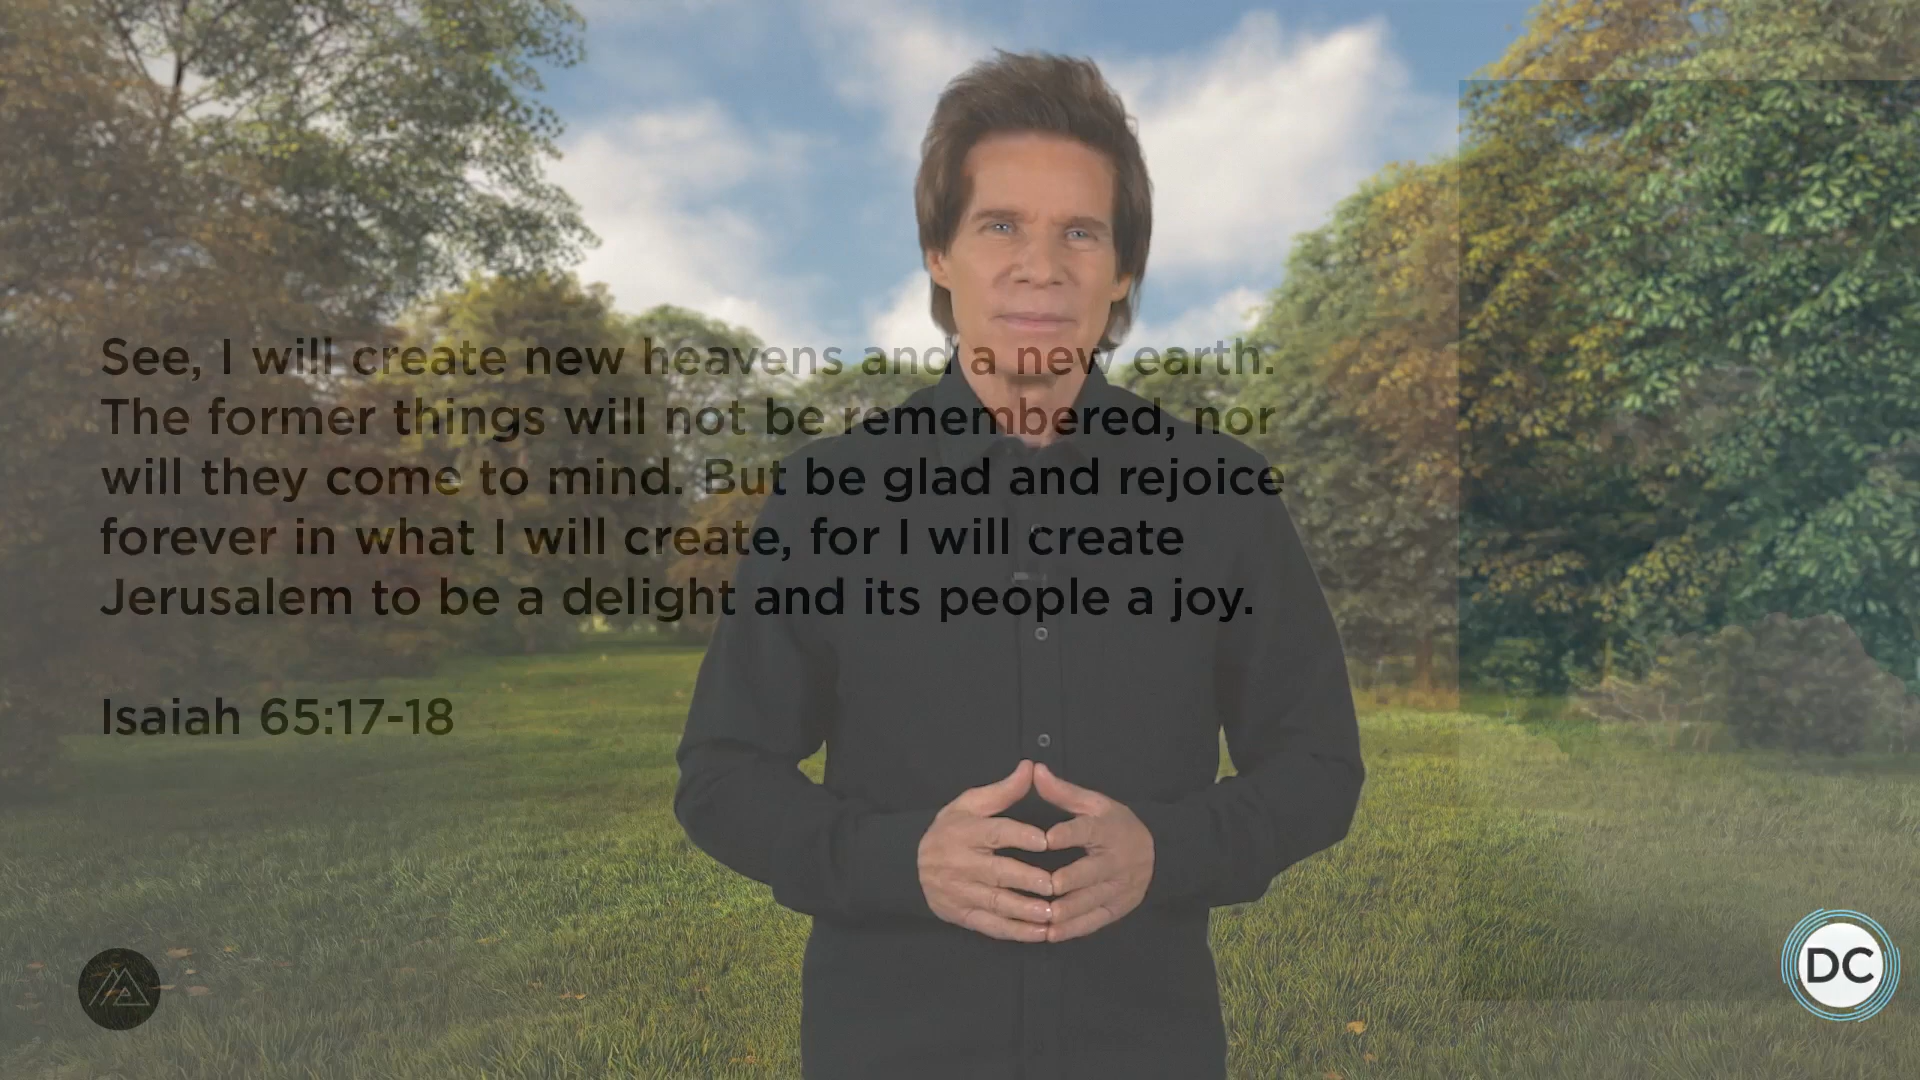 See, I will create new heavens and a new earth.
The former things will not be remembered, nor
will they come to mind. But be glad and rejoice
forever in what I will create, for I will create
Jerusalem to be a delight and its people a joy.
Isaiah 65:17-18
DC